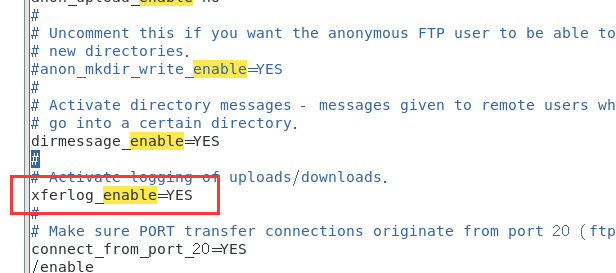 #
# Uncomment this if you want the anonymous FTP user to be able to
# new directories.
#anon_mkdir_write_enable=YES
#
# Activate directory messages - messages given to remote users wh
# go into a certain directory.
dirmessage_enable=YES
#
# Activate logging of uploads/downloads.
xferlog_enable=YES
#
# Make sure PORT transfer connections originate from port 20 (ftp
connect_from_port_20=YES
/enable